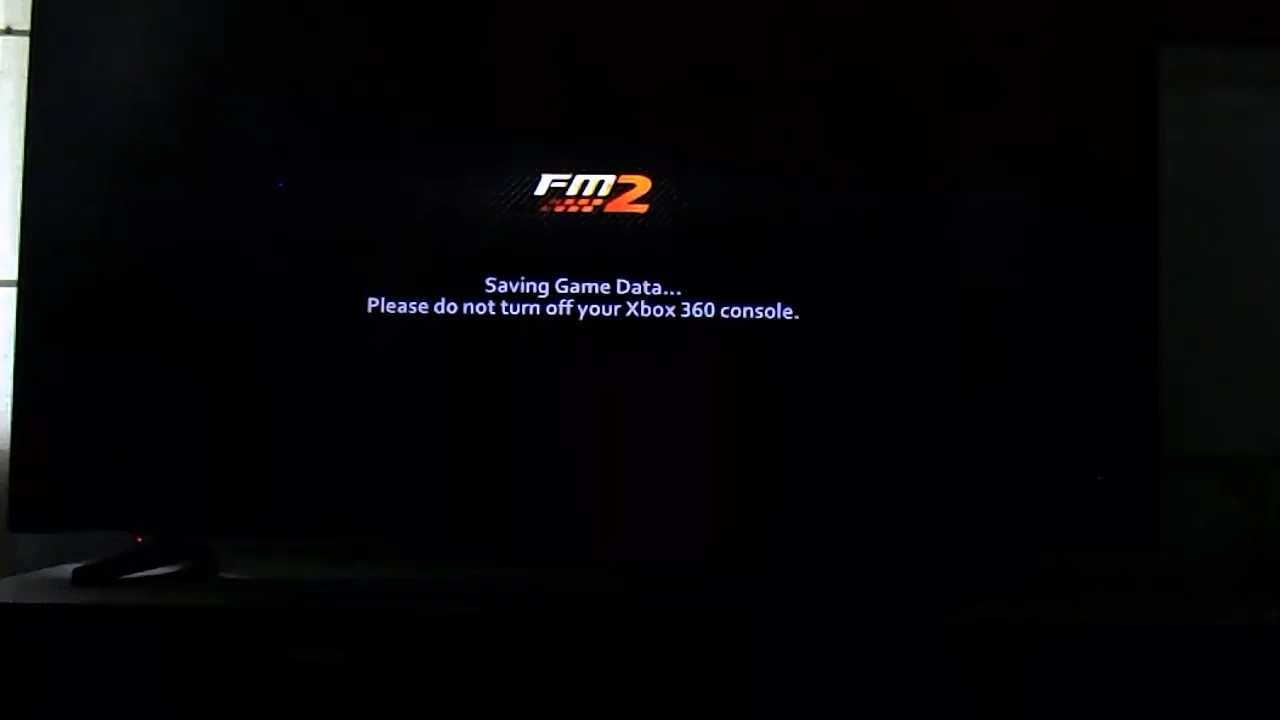 FM2
Saving Game Data...
Please do not turn off your Xbox 360 console.